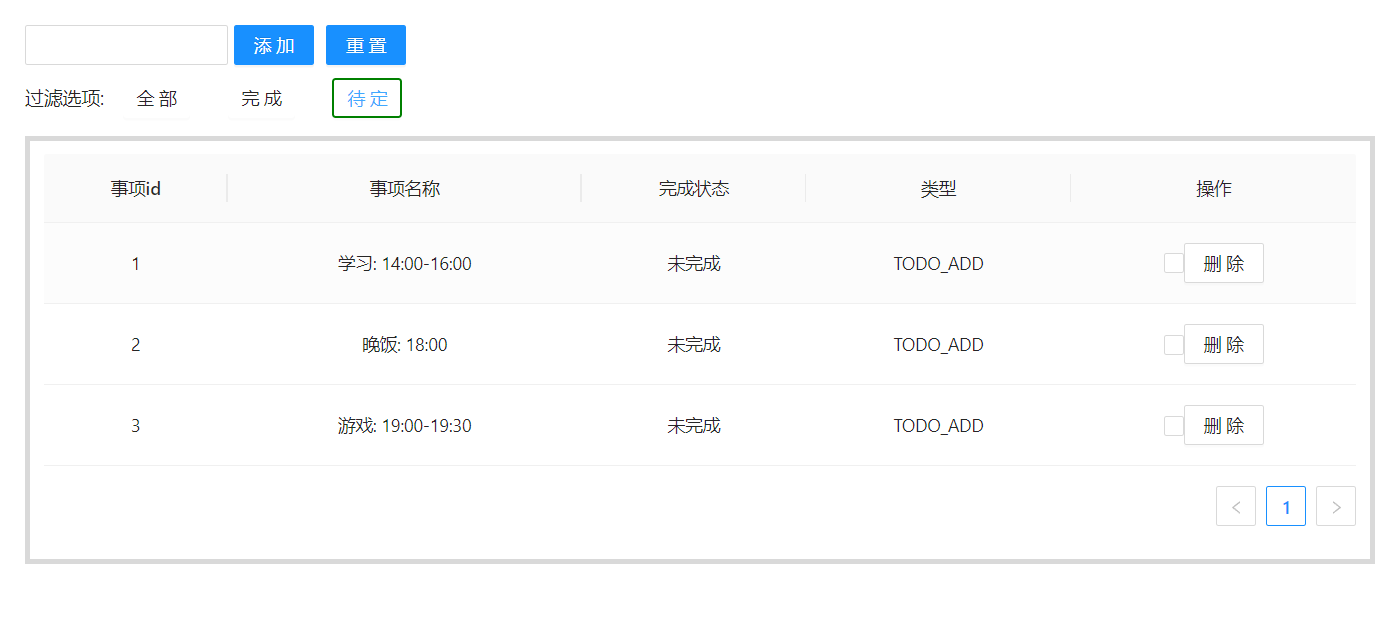 添 加 重 置
过滤选项: 全 部 完 成 待 定
事项id 事项名称 完成状态 类型 操作
1 学习: 14:00-16:00 未完成 TODO_ADD 删 除
2 晚饭: 18:00 未完成 TODO_ADD 删 除
3 游戏: 19:00-19:30 未完成 TODO_ADD 删 除
1